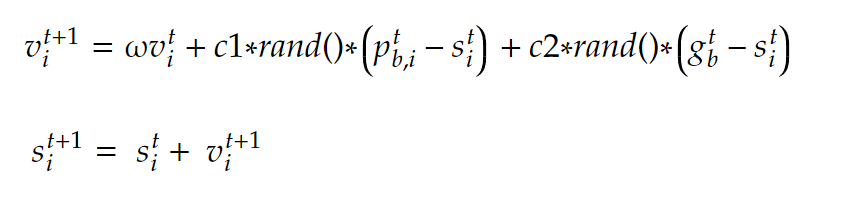 v_i^{t+1} = ωv_i^t + c1*rand()*(p_{b,i}^t − s_i^t) + c2*rand()*(g_b^t − s_i^t)
s_i^{t+1} = s_i^t + v_i^{t+1}